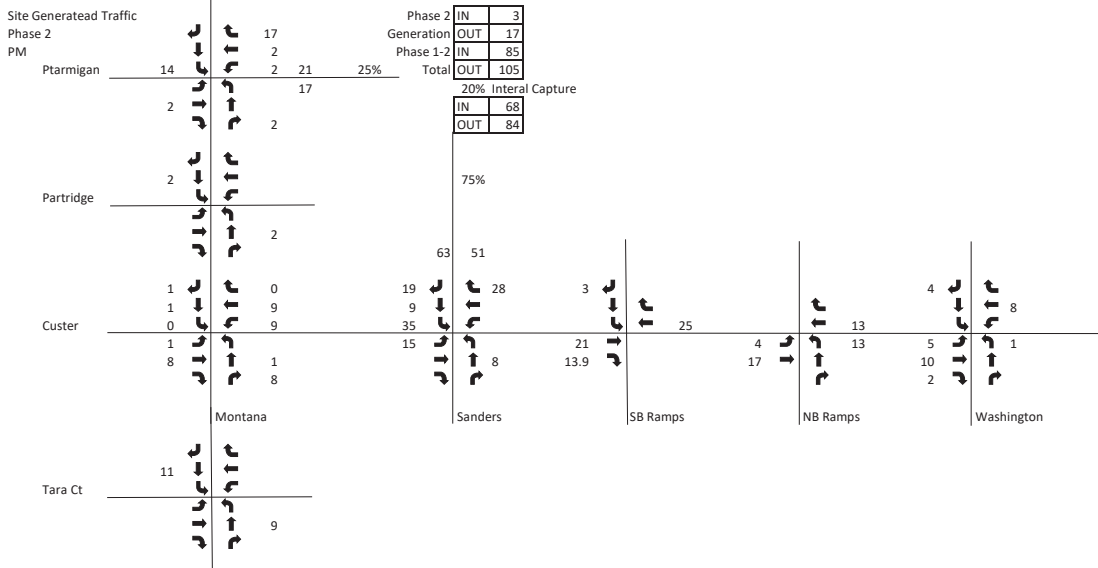 Site Generatead Traffic
Phase 2 IN 3
Phase 2 17 Generation OUT 17
PM 2 Phase 1-2 IN 85
Ptarmigan 14 2 21 25% Total OUT 105
17 20% Interal Capture
2 IN 68
2 OUT 84
2 75%
Partridge
2
63 51
1 0 19 28 3 4
1 9 9 8
Custer 0 9 35 25 13
1 15 21 4 13 5 1
8 1 8 13.9 17 10
8 2
Montana Sanders SB Ramps NB Ramps Washington
11
Tara Ct
9